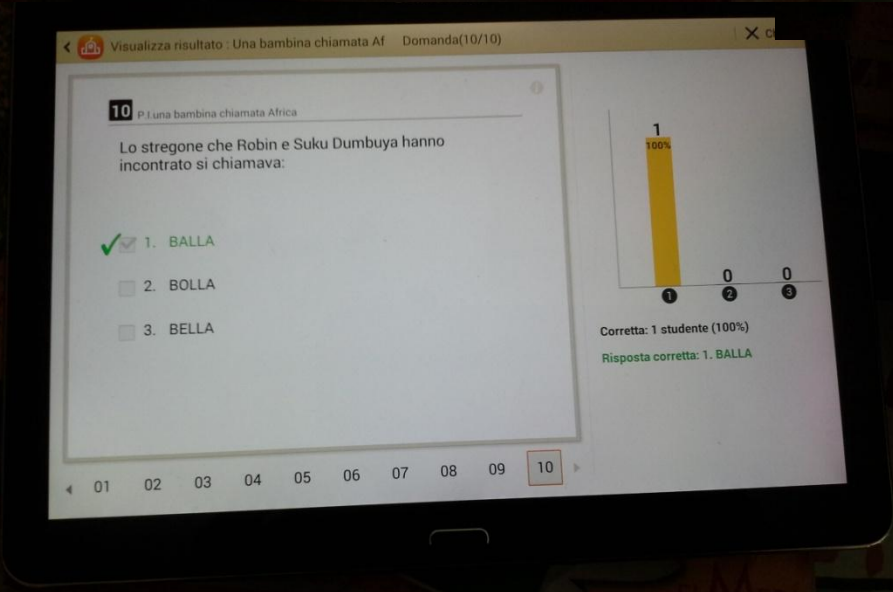 Visualizza risultato : Una bambina chiamata Af Domanda(10/10)
10 P.I.una bambina chiamata Africa
Lo stregone che Robin e Suku Dumbuya hanno
incontrato si chiamava:
1. BALLA
2. BOLLA
3. BELLA
1
100%
0
0
1 2 3
Corretta: 1 studente (100%)
Risposta corretta: 1. BALLA
01 02 03 04 05 06 07 08 09 10